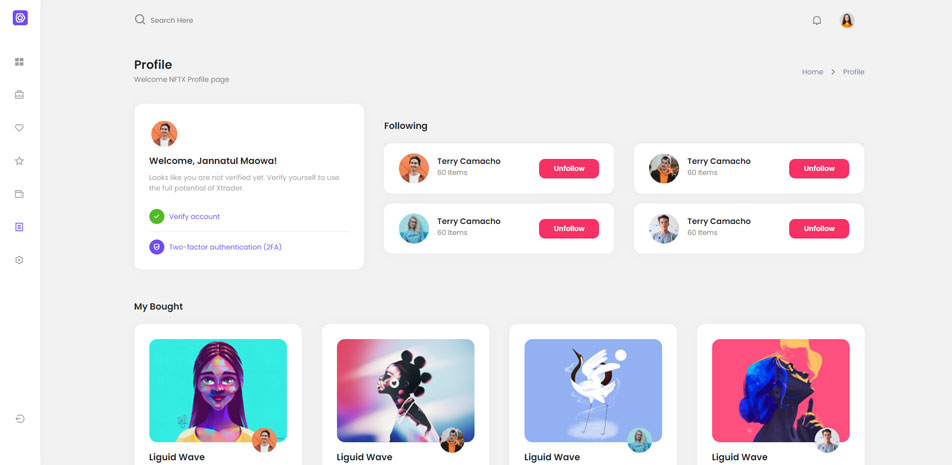 Search Here
Profile
Welcome NFTX Profile page
Home > Profile
Welcome, Jannatul Maowa!
Looks like you are not verified yet. Verify yourself to use
the full potential of Xtrader.
Verify account
Two-factor authentication (2FA)
Following
Terry Camacho
60 Items
Unfollow
Terry Camacho
60 Items
Unfollow
Terry Camacho
60 Items
Unfollow
Terry Camacho
60 Items
Unfollow
My Bought
Liguid Wave
Liguid Wave
Liguid Wave
Liguid Wave